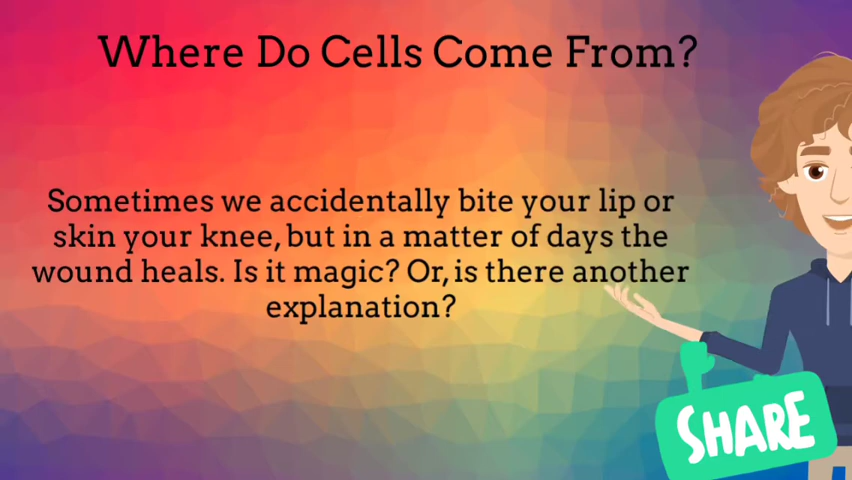 Where Do Cells Come From?
Sometimes we accidentally bite your lip or
skin your knee, but in a matter of days the
wound heals. Is it magic? Or, is there another
explanation?
SHARE